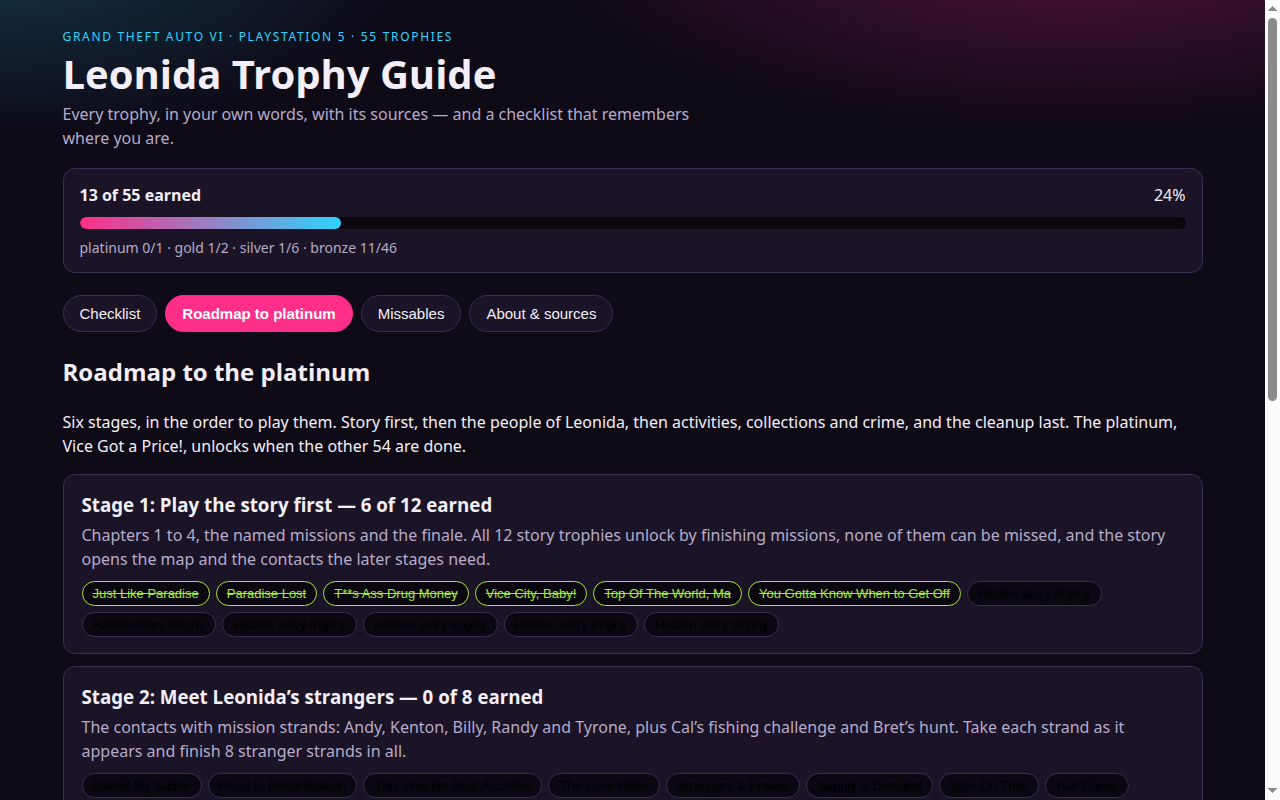 GRAND THEFT AUTO VI · PLAYSTATION 5 · 55 TROPHIES
Leonida Trophy Guide
Every trophy, in your own words, with its sources — and a checklist that remembers
where you are.
13 of 55 earned 24%
platinum 0/1 · gold 1/2 · silver 1/6 · bronze 11/46
Checklist Roadmap to platinum Missables About & sources
Roadmap to the platinum
Six stages, in the order to play them. Story first, then the people of Leonida, then activities, collections and crime, and the cleanup last. The platinum,
Vice Got a Price!, unlocks when the other 54 are done.
Stage 1: Play the story first — 6 of 12 earned
Chapters 1 to 4, the named missions and the finale. All 12 story trophies unlock by finishing missions, none of them can be missed, and the story
opens the map and the contacts the later stages need.
Just Like Paradise Paradise Lost T**s Ass Drug Money Vice City, Baby! Top Of The World, Ma You Gotta Know When to Get Off Hidden story trophy
Hidden story trophy Hidden story trophy Hidden story trophy Hidden story trophy Hidden story trophy
Stage 2: Meet Leonida’s strangers — 0 of 8 earned
The contacts with mission strands: Andy, Kenton, Billy, Randy and Tyrone, plus Cal’s fishing challenge and Bret’s hunt. Take each strand as it
appears and finish 8 stranger strands in all.
Baited My Tackle Road to Rehabilitation This Was No Boat Accident The Lone Rider Strangers & Freaks Supply & Demand Spin On This! Fair Game